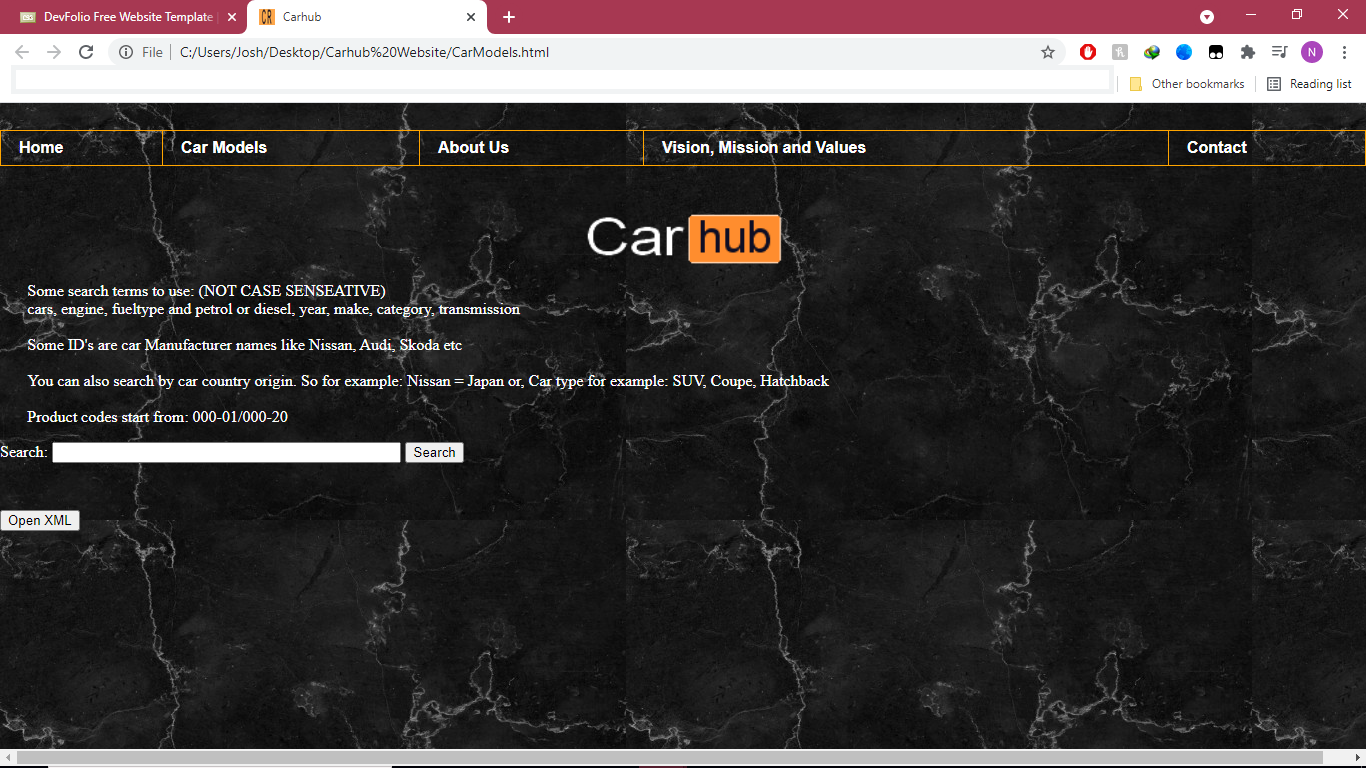 DevFolio Free Website Template
CR Carhub
File C:/Users/Josh/Desktop/Carhub%20Website/CarModels.html
N
Other bookmarks Reading list
Home Car Models About Us Vision, Mission and Values Contact
Car hub
Some search terms to use: (NOT CASE SENSEATIVE)
cars, engine, fueltype and petrol or diesel, year, make, category, transmission
Some ID's are car Manufacturer names like Nissan, Audi, Skoda etc
You can also search by car country origin. So for example: Nissan = Japan or, Car type for example: SUV, Coupe, Hatchback
Product codes start from: 000-01/000-20
Search: Search
Open XML